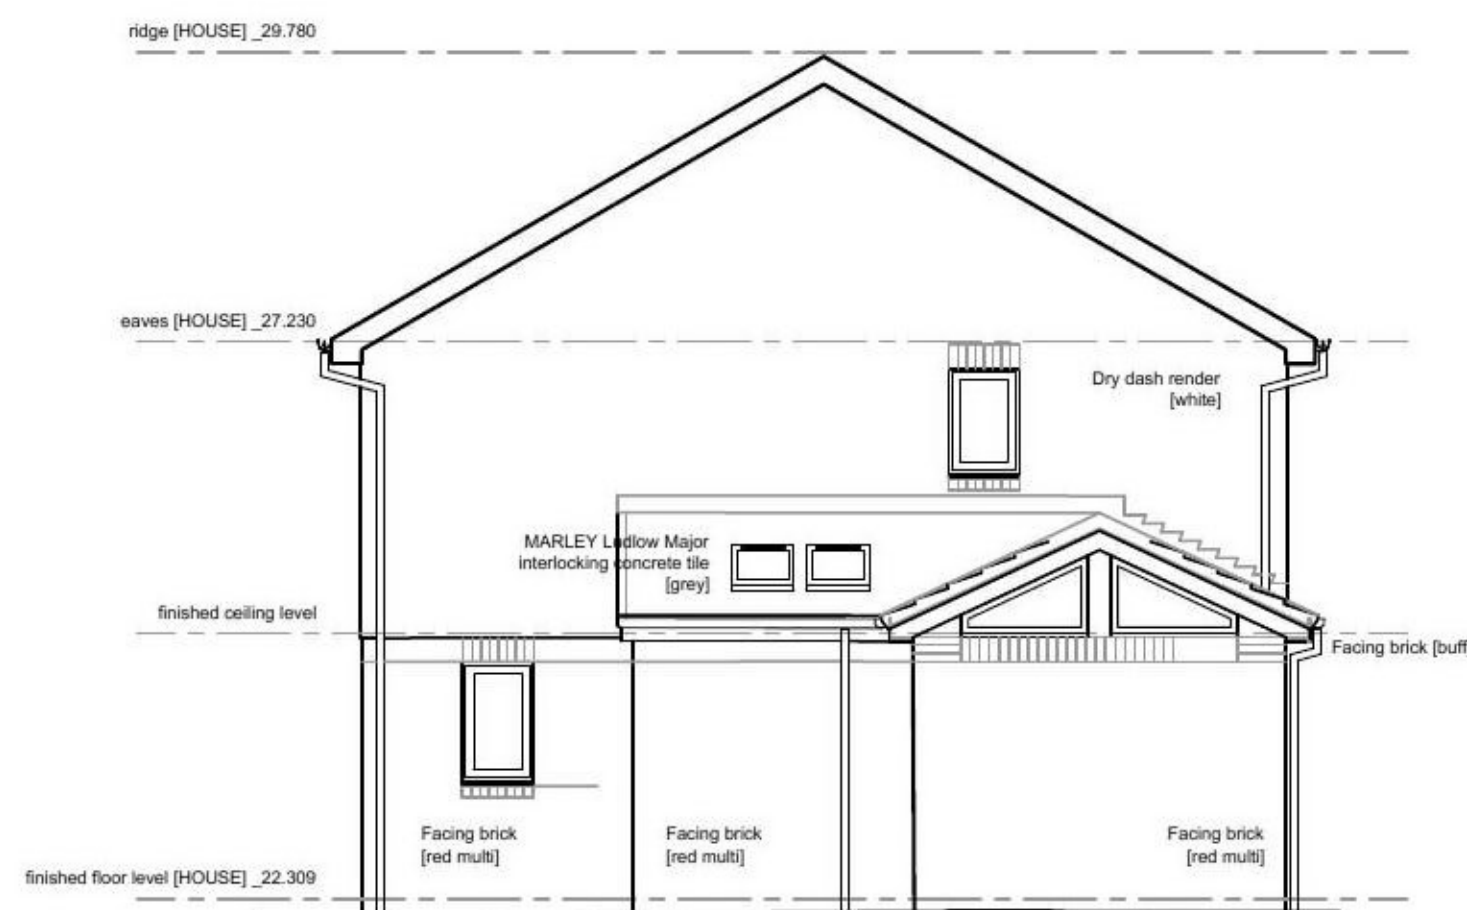 ridge [HOUSE] _29.780
eaves [HOUSE] _27.230
Dry dash render
[white]
MARLEY Ludlow Major
interlocking concrete tile
[grey]
finished ceiling level
Facing brick [buff
Facing brick
[red multi]
Facing brick
[red multi]
Facing brick
[red multi]
finished floor level [HOUSE] _22.309